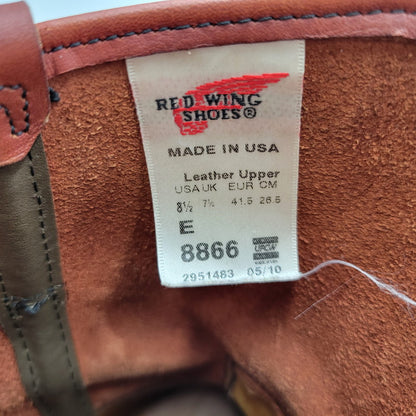 RED WING
SHOES®
MADE IN USA
Leather Upper
USA UK EUR CM
8½ 7½ 41.5 26.5
E
8866
UFCW
2951483 05/10